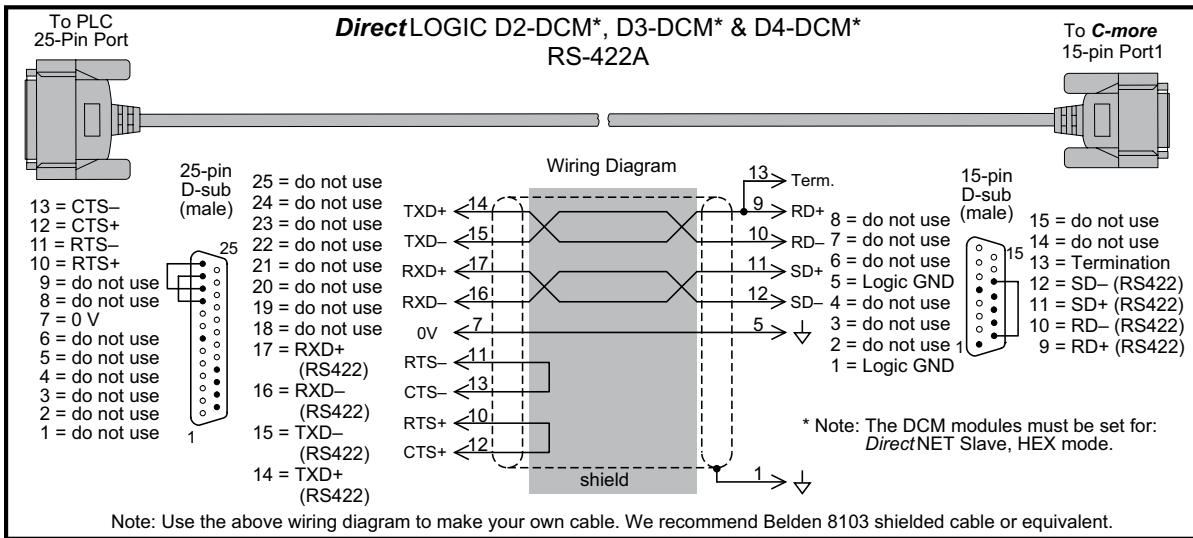 To PLC
25-Pin Port
DirectLOGIC D2-DCM*, D3-DCM* & D4-DCM*
RS-422A
To C-more
15-pin Port1
25-pin
D-sub
(male)
13 = CTS–
12 = CTS+
11 = RTS–
10 = RTS+
9 = do not use
8 = do not use
7 = 0 V
6 = do not use
5 = do not use
4 = do not use
3 = do not use
2 = do not use
1 = do not use
25
1
25 = do not use
24 = do not use
23 = do not use
22 = do not use
21 = do not use
20 = do not use
19 = do not use
18 = do not use
17 = RXD+
(RS422)
16 = RXD–
(RS422)
15 = TXD–
(RS422)
14 = TXD+
(RS422)
Wiring Diagram
13 Term.
TXD+ 14 9 RD+
TXD– 15 10 RD–
RXD+ 17 11 SD+
RXD– 16 12 SD–
0V 7 5
RTS– 11
CTS– 13
RTS+ 10
CTS+ 12
1
shield
8 = do not use
7 = do not use
6 = do not use
5 = Logic GND
4 = do not use
3 = do not use
2 = do not use
1 = Logic GND
15-pin
D-sub
(male)
15
1
15 = do not use
14 = do not use
13 = Termination
12 = SD– (RS422)
11 = SD+ (RS422)
10 = RD– (RS422)
9 = RD+ (RS422)
* Note: The DCM modules must be set for:
DirectNET Slave, HEX mode.
Note: Use the above wiring diagram to make your own cable. We recommend Belden 8103 shielded cable or equivalent.